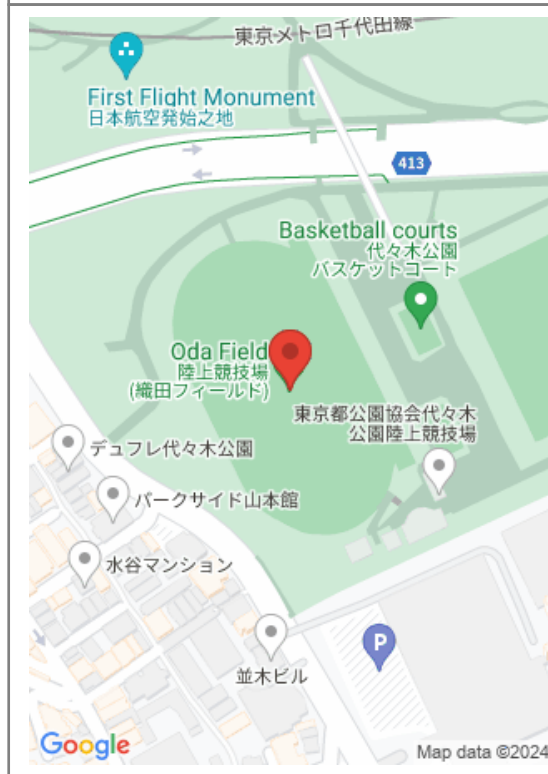 東京メトロ千代田線
First Flight Monument
日本航空発始之地
413
Basketball courts
代々木公園
バスケットコート
Oda Field
陸上競技場
(織田フィールド)
東京都公園協会代々木
公園陸上競技場
デュフレ代々木公園
パークサイド山本館
水谷マンション
P
並木ビル
Google
Map data ©2024